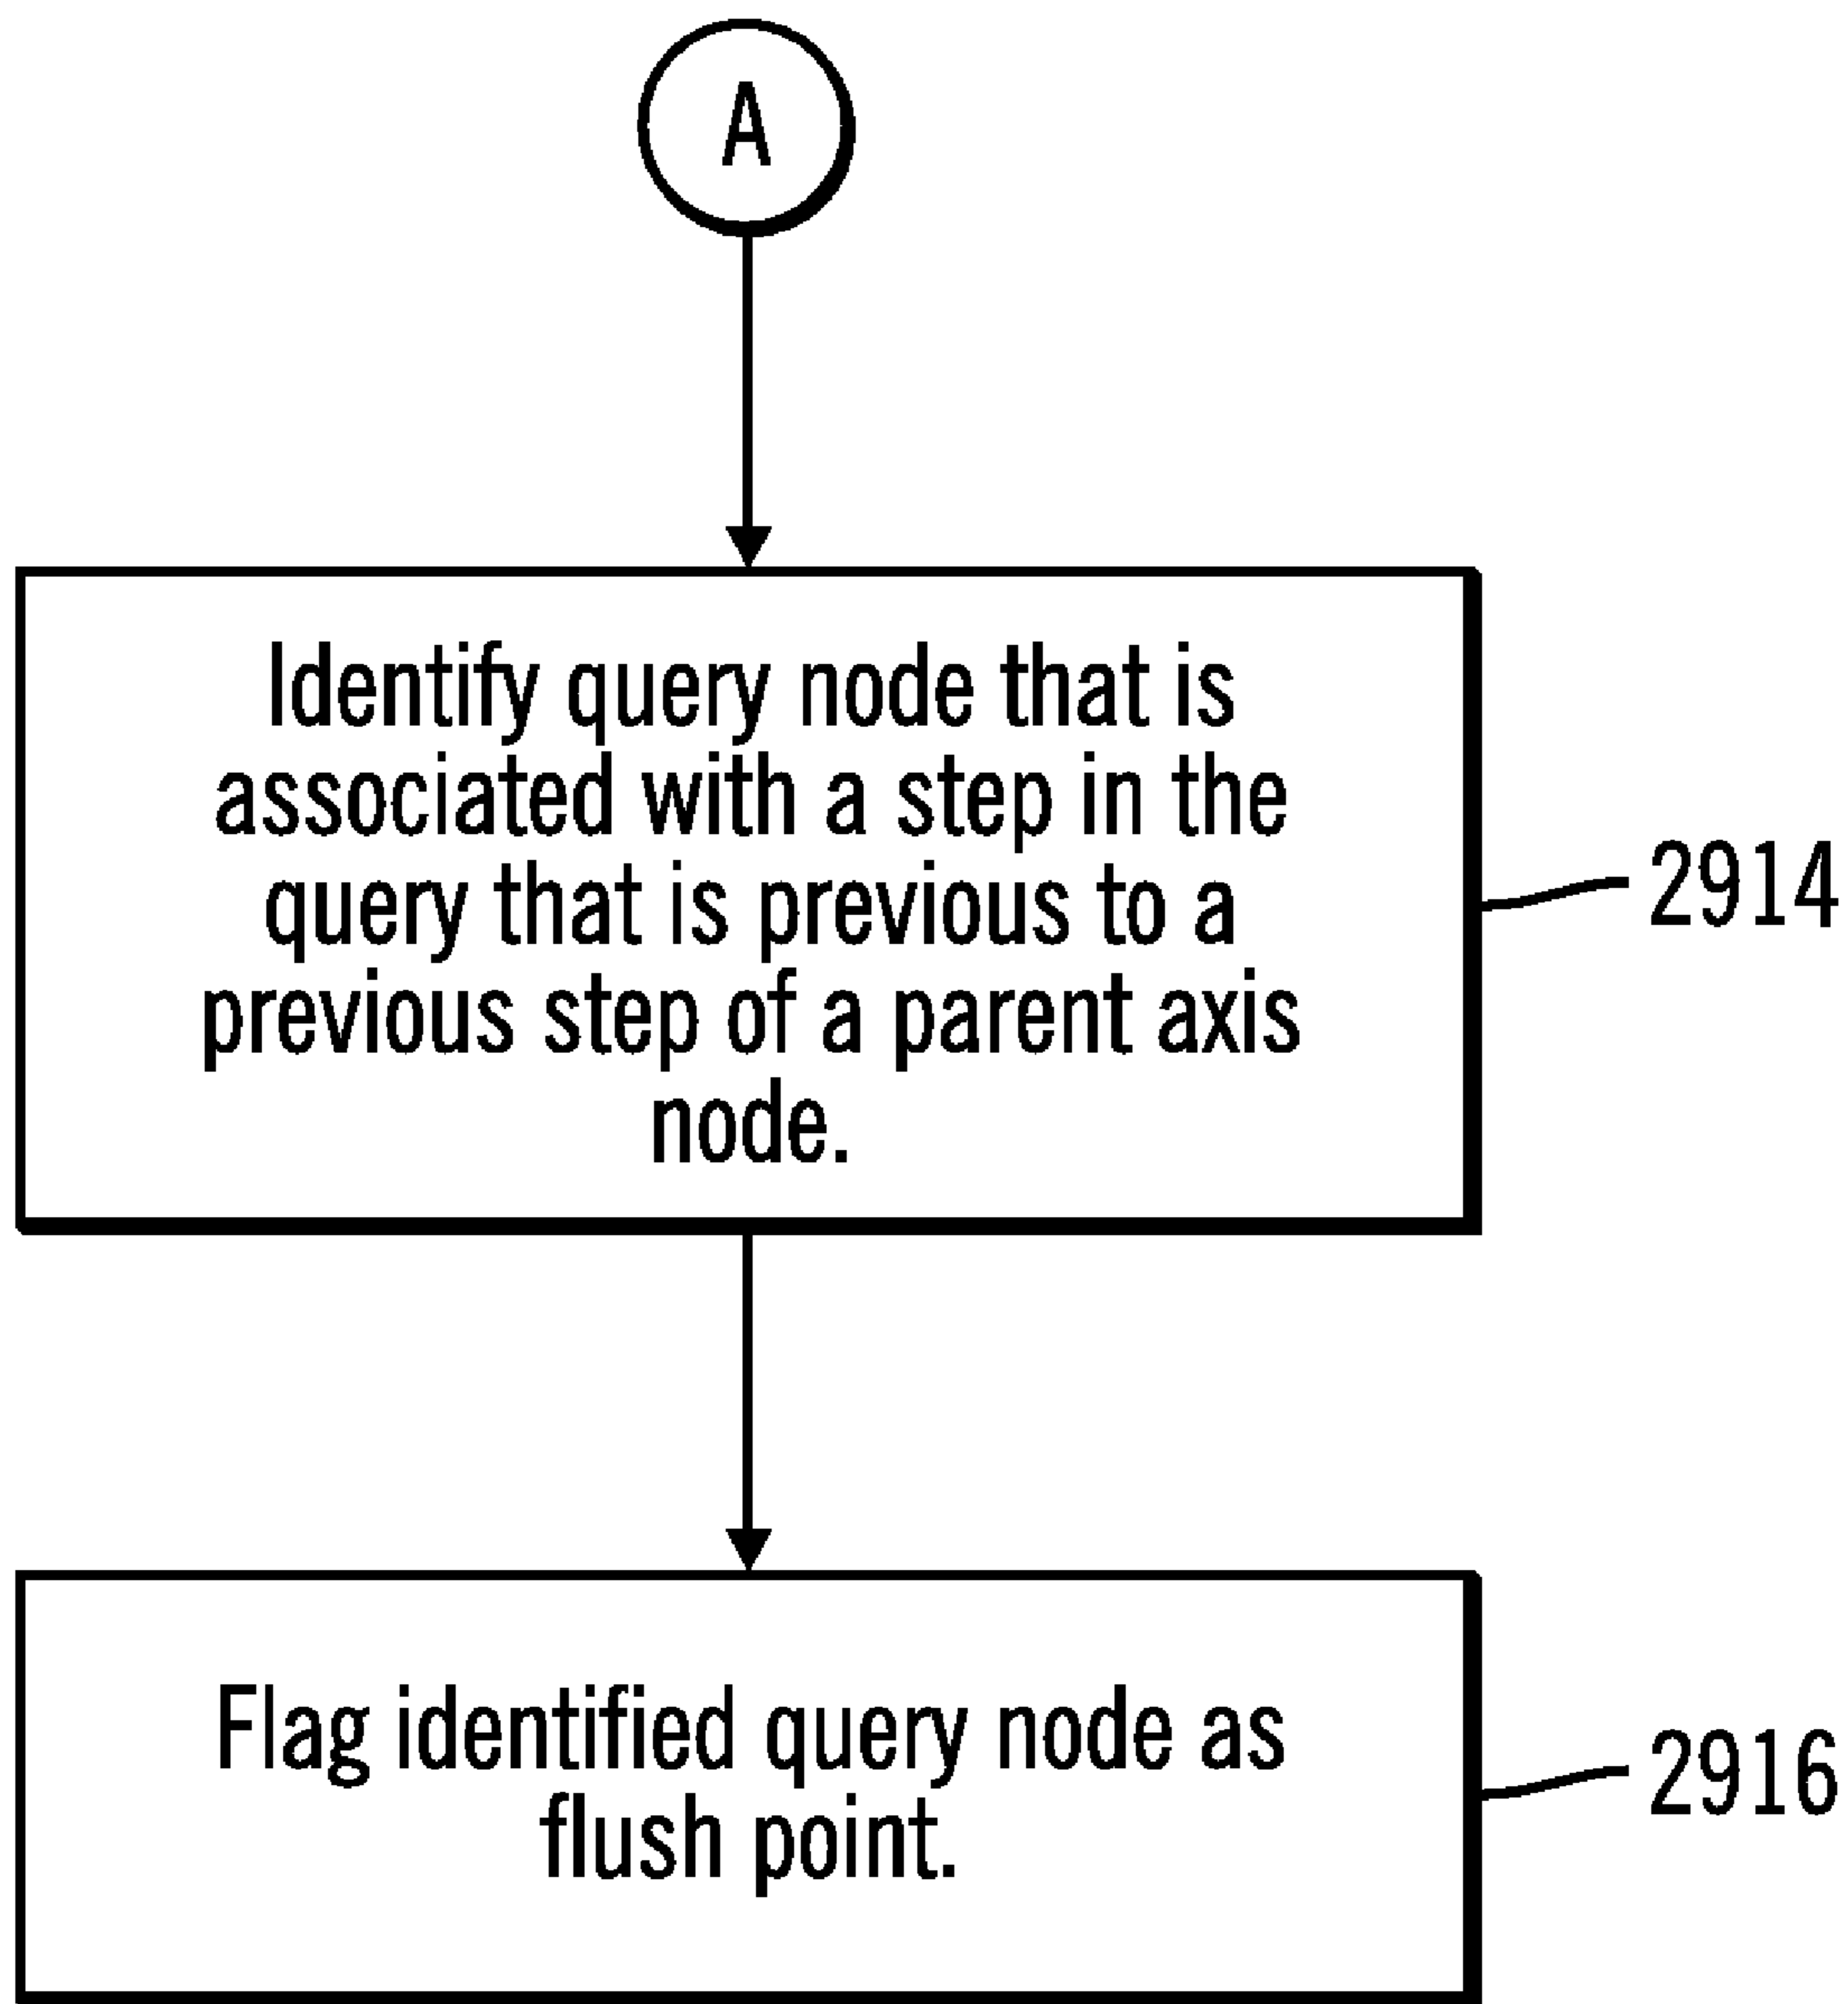 A
Identify query node that is
associated with a step in the
query that is previous to a
previous step of a parent axis
node.
2914
Flag identified query node as
flush point.
2916